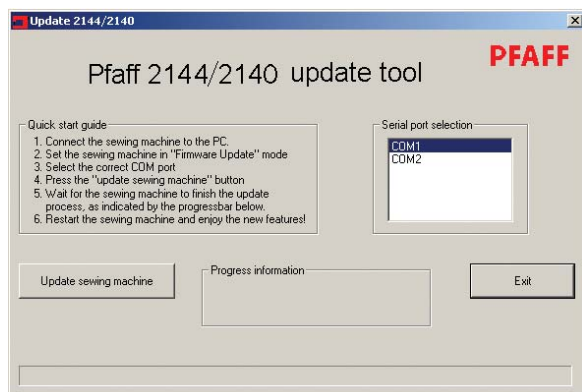 Update 2144/2140
PFAFF
Pfaff 2144/2140 update tool
Quick start guide
1. Connect the sewing machine to the PC.
2. Set the sewing machine in "Firmware Update" mode
3. Select the correct COM port
4. Press the "update sewing machine" button
5. Wait for the sewing machine to finish the update
process, as indicated by the progressbar below.
6. Restart the sewing machine and enjoy the new features!
Serial port selection
COM1
COM2
Update sewing machine
Progress information
Exit